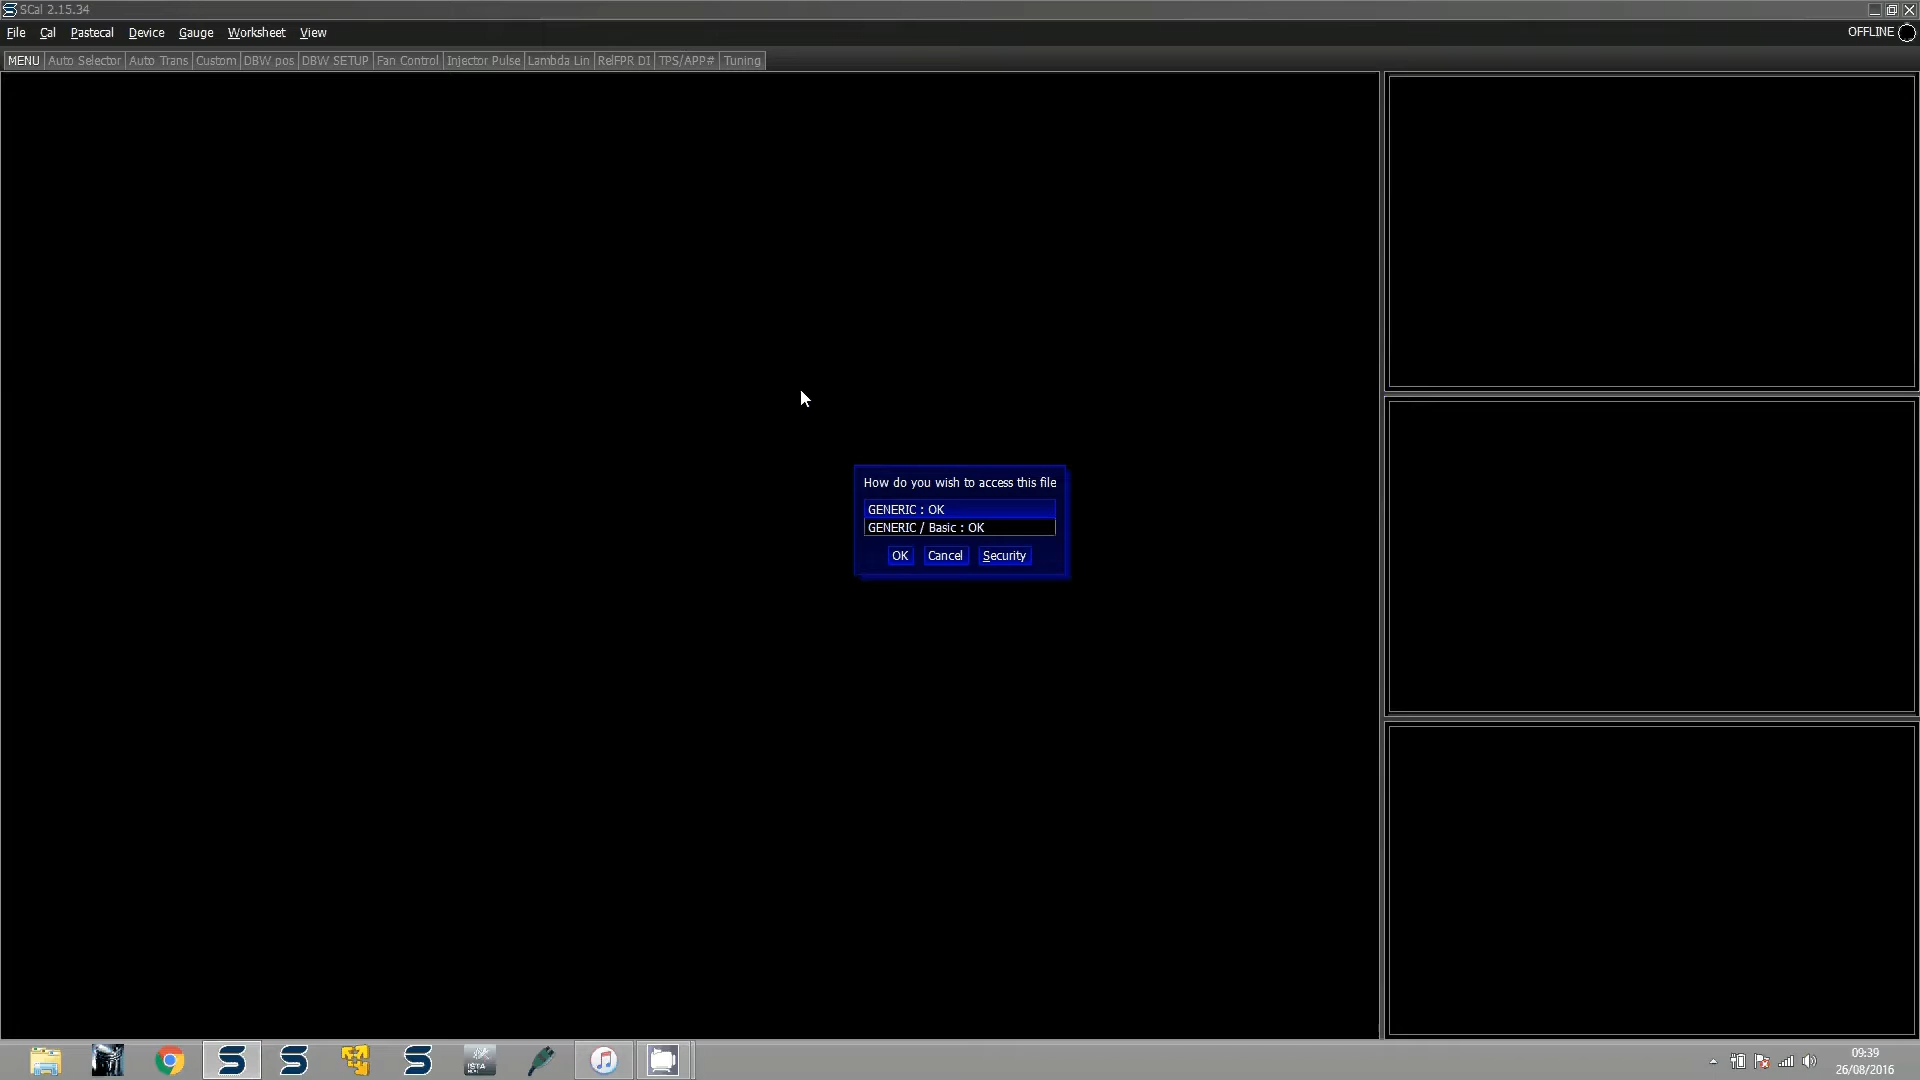 SCal 2.15.34
File Cal Pastecal Device Gauge Worksheet View
OFFLINE
MENU Auto Selector Auto Trans Custom DBW pos DBW SETUP Fan Control Injector Pulse Lambda Lin RelFPR DI TPS/APP# Tuning
How do you wish to access this file
GENERIC : OK
GENERIC / Basic : OK
OK Cancel Security
ISTA
09:39
26/08/2016